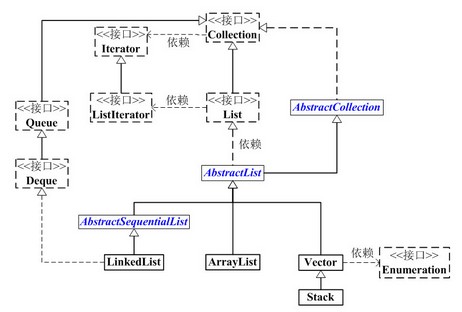 <<接口>>
Iterator
依赖
<<接口>>
Collection
<<接口>>
ListIterator
依赖
<<接口>>
List
AbstractCollection
<<接口>>
Queue
依赖
<<接口>>
Deque
AbstractList
AbstractSequentialList
LinkedList
ArrayList
Vector
依赖
<<接口>>
Enumeration
Stack